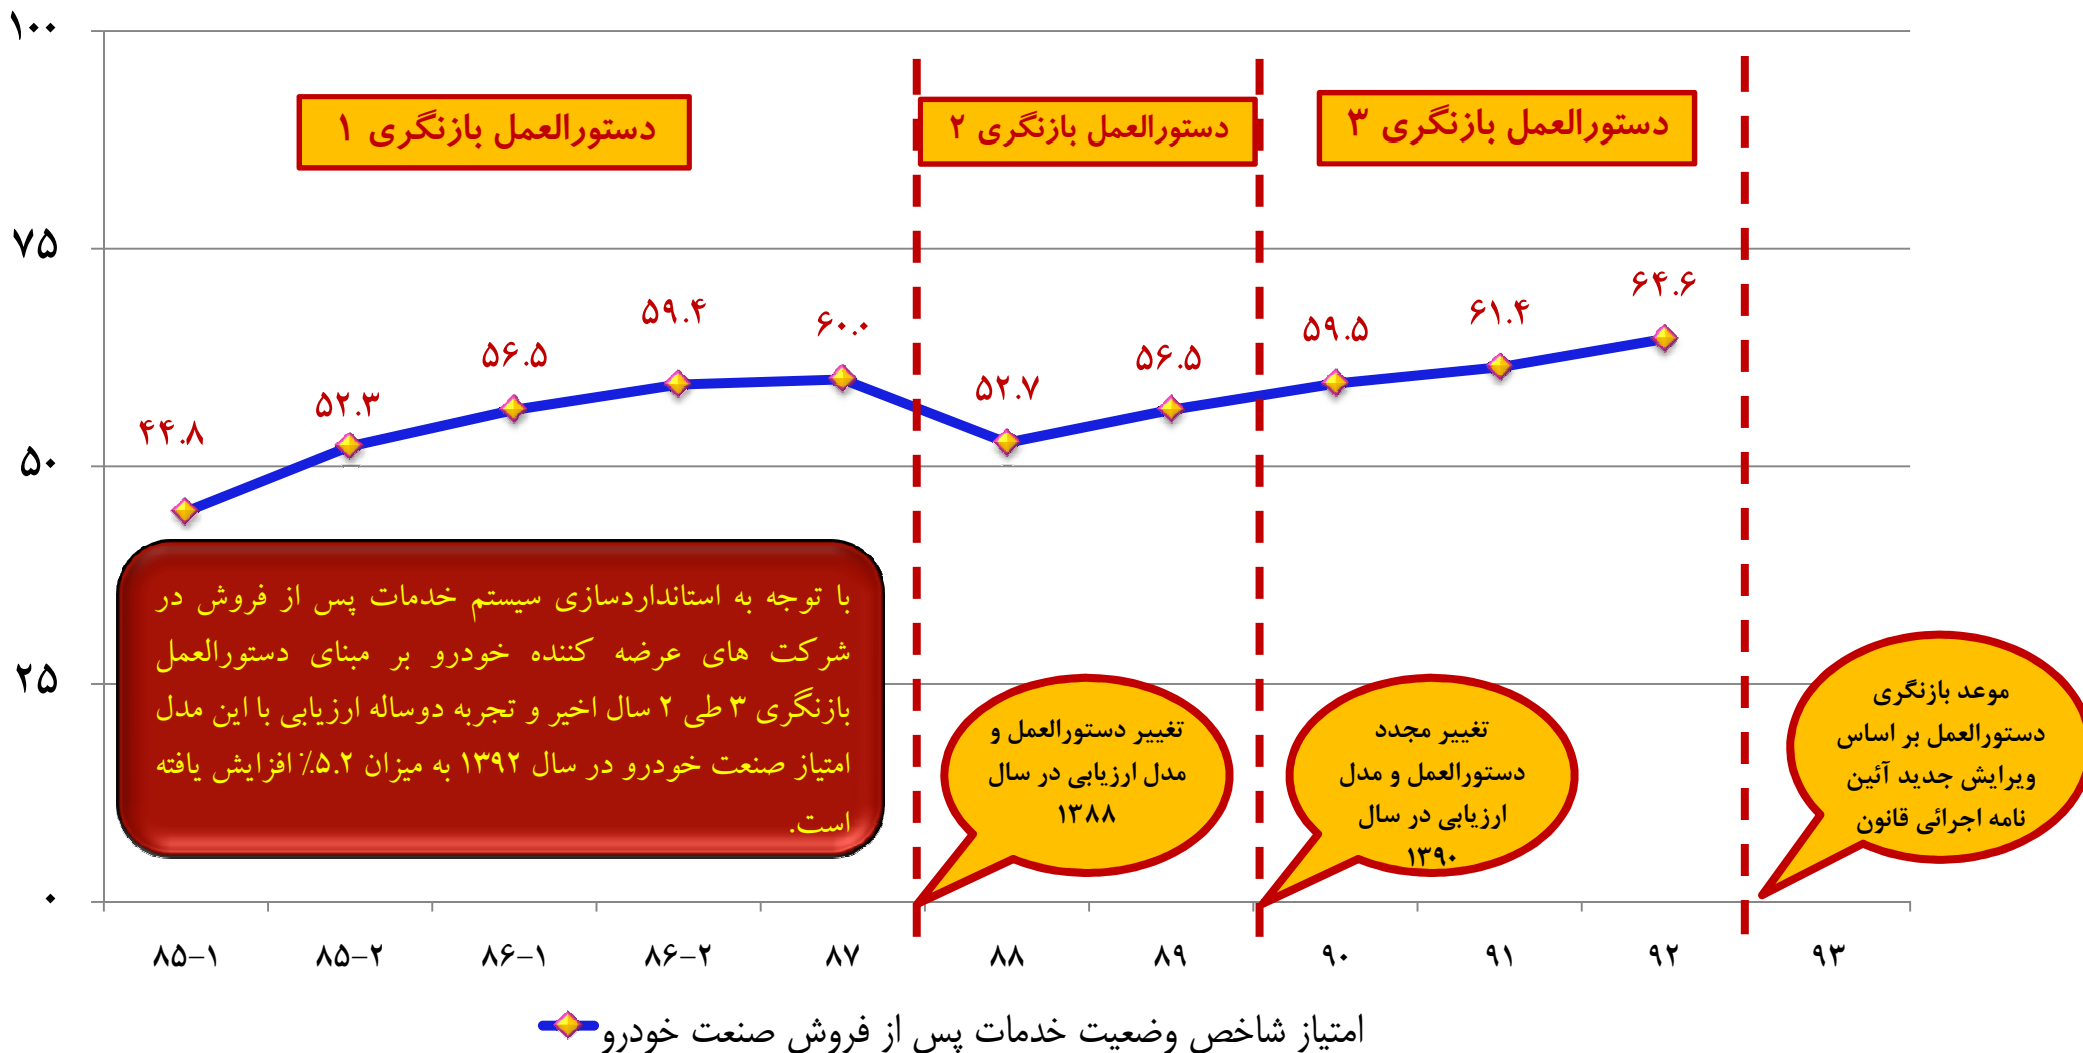 ۱۰۰
۷۵
۵۰
۲۵
۰
دستورالعمل بازنگری ۱
دستورالعمل بازنگری ۲
دستورالعمل بازنگری ۳
۴۴.۸
۵۲.۳
۵۶.۵
۵۹.۴
۶۰.۰
۵۲.۷
۵۶.۵
۵۹.۵
۶۱.۴
۶۴.۶
با توجه به استانداردسازی سیستم خدمات پس از فروش در
شرکت های عرضه کننده خودرو بر مبنای دستورالعمل
بازنگری ۳ طی ۲ سال اخیر و تجربه دوساله ارزیابی با این مدل
امتیاز صنعت خودرو در سال ۱۳۹۲ به میزان ۵.۲٪ افزایش یافته
است.
تغییر دستورالعمل و
مدل ارزیابی در سال
۱۳۸۸
تغییر مجدد
دستورالعمل و مدل
ارزیابی در سال
۱۳۹۰
موعد بازنگری
دستورالعمل بر اساس
ویرایش جدید آئین
نامه اجرائی قانون
۸۵-۱
۸۵-۲
۸۶-۱
۸۶-۲
۸۷
۸۸
۸۹
۹۰
۹۱
۹۲
۹۳
امتیاز شاخص وضعیت خدمات پس از فروش صنعت خودرو